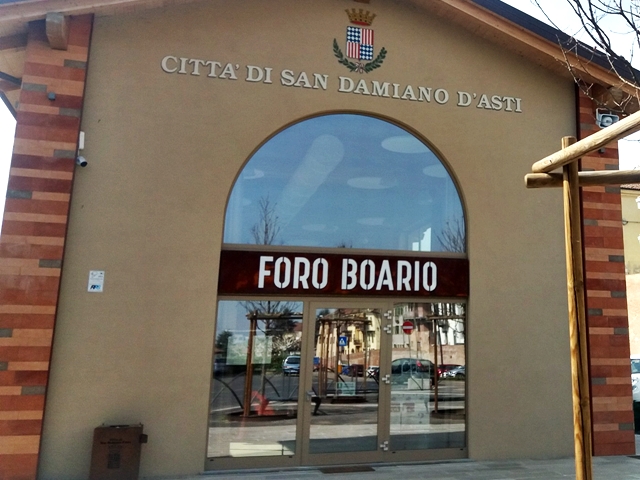 CITTA' DI SAN DAMIANO D'ASTI
FORO BOARIO